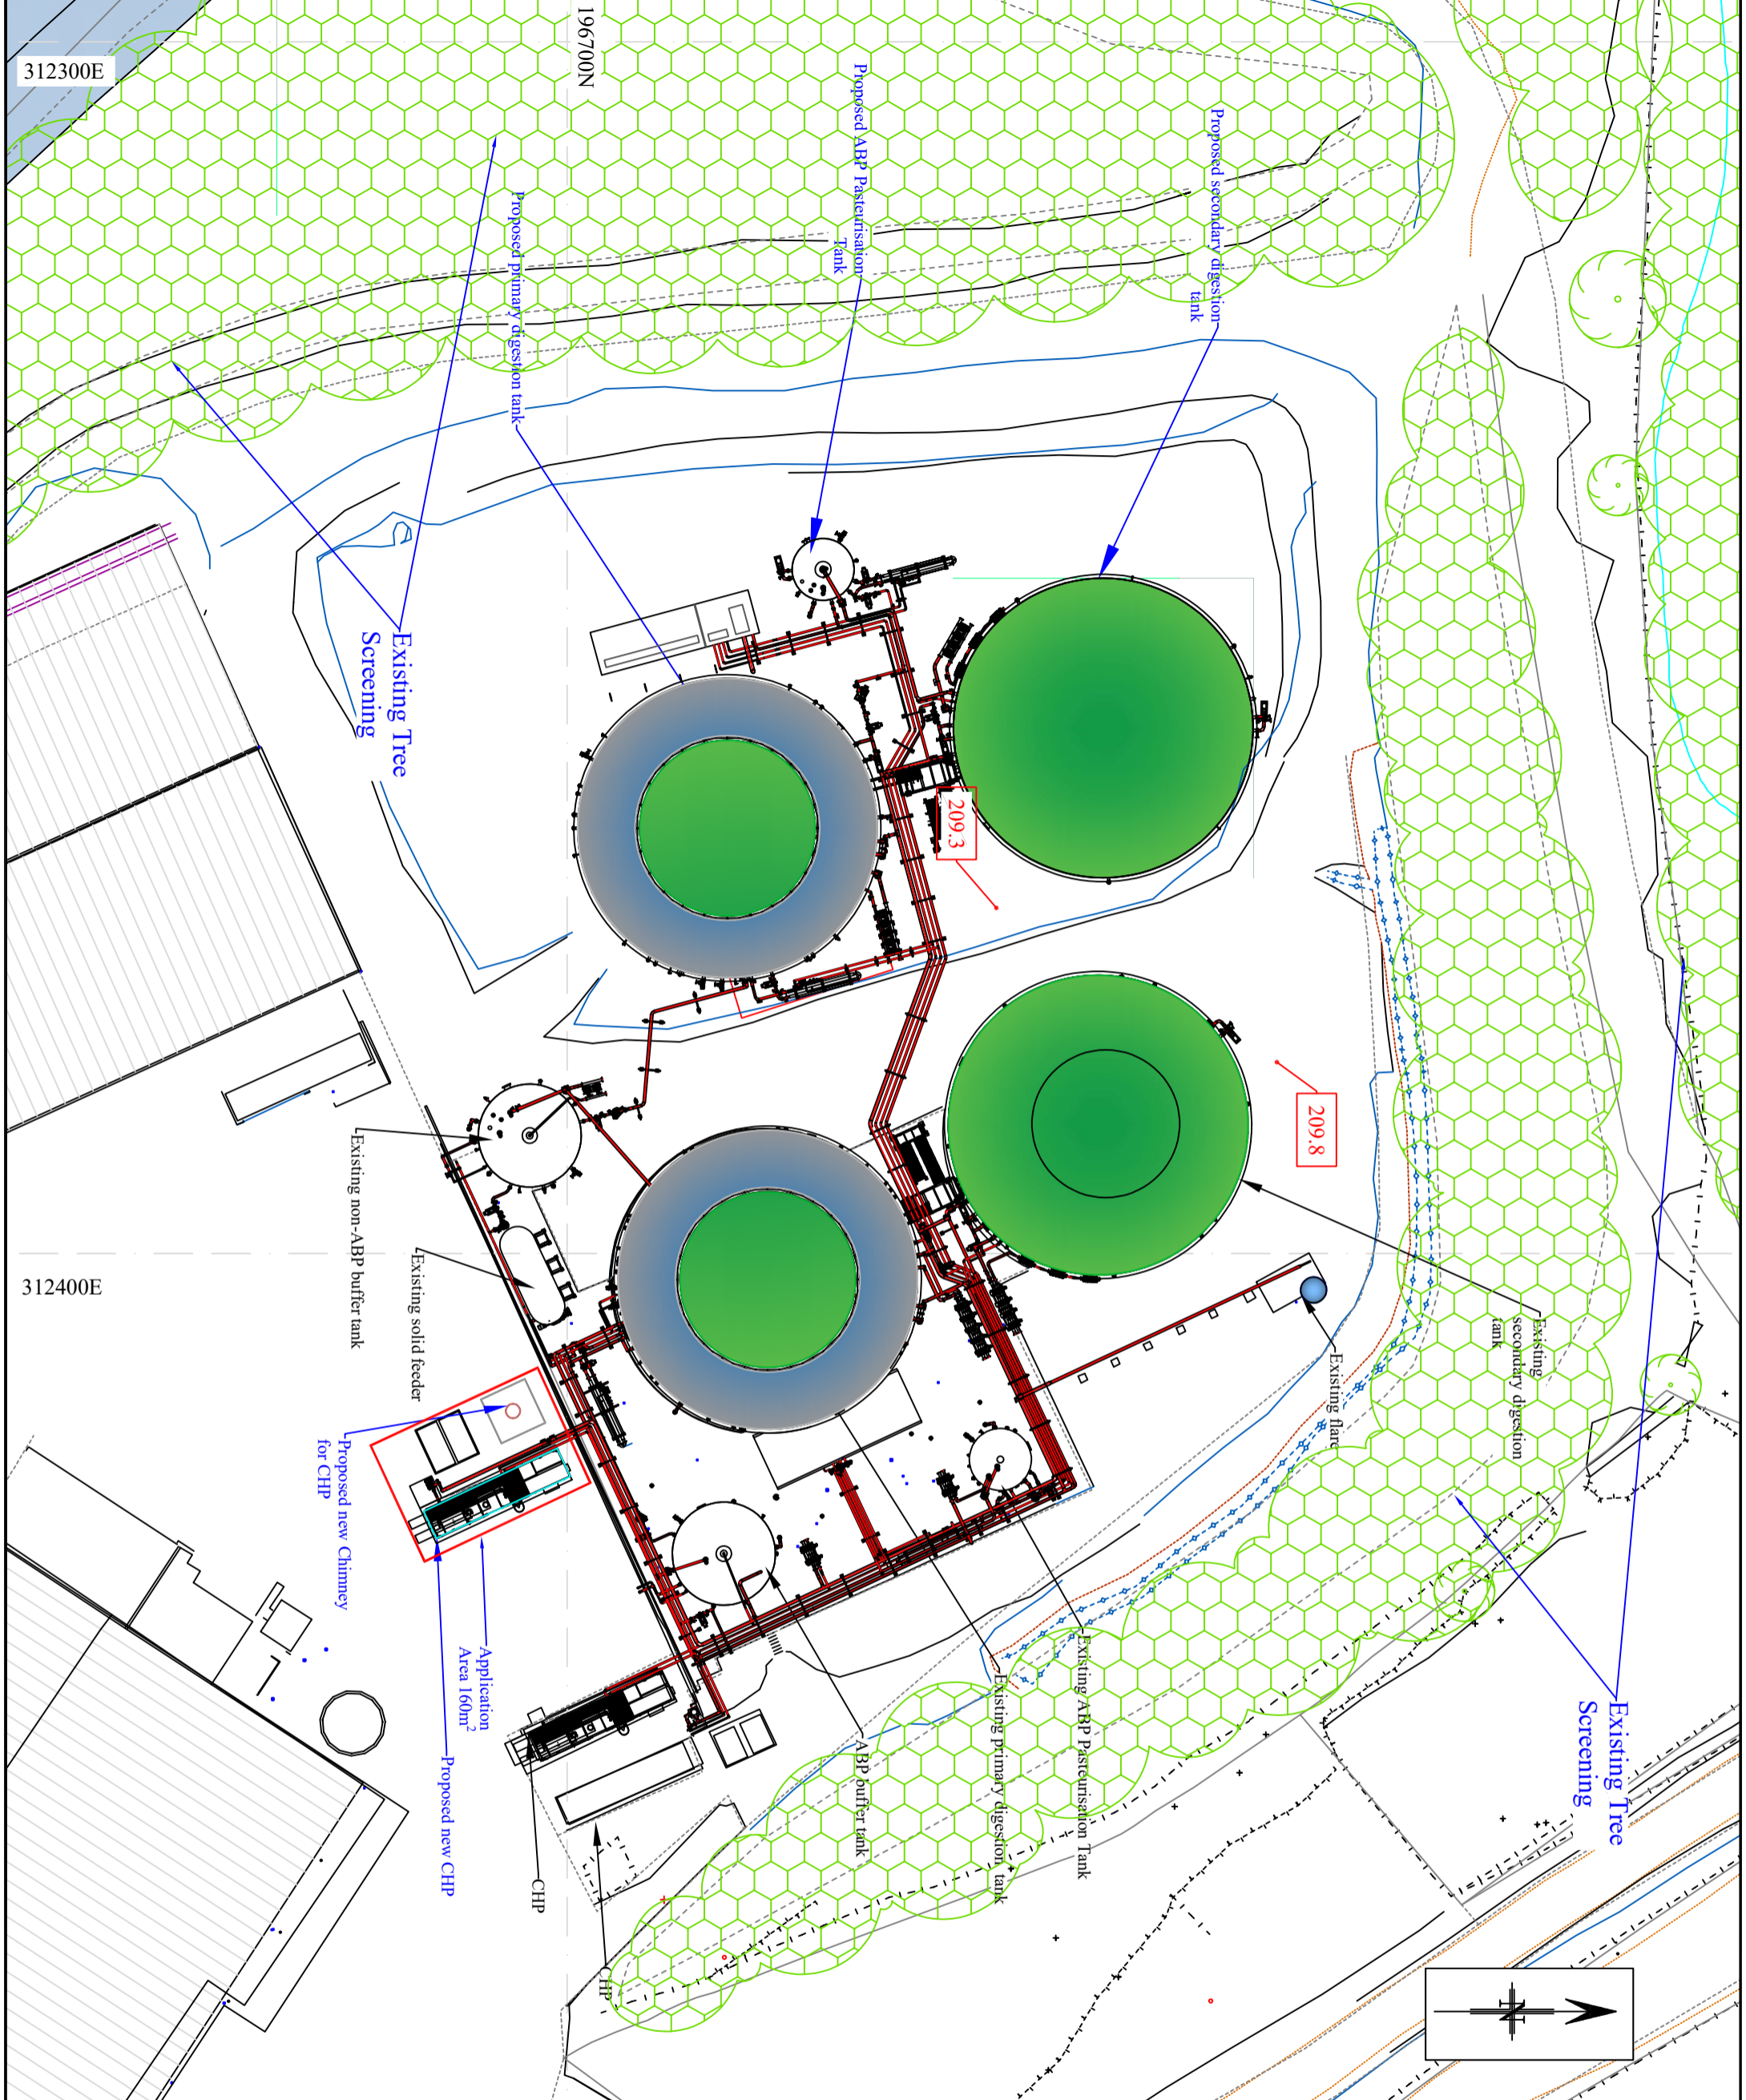 312300E
196700N
Proposed ABP Pasteurisation
Tank
Proposed secondary digestion
tank
Proposed primary digestion tank
Existing Tree
Screening
209.3
209.8
312400E
Existing non-ABP buffer tank
Existing solid feeder
Existing
secondary digestion
tank
Existing flare
Proposed new Chimney
for CHP
Application
Area 160m²
Proposed new CHP
CHP
CHP
ABP buffer tank
Existing primary digestion tank
Existing ABP Pasteurisation Tank
Existing Tree
Screening
N